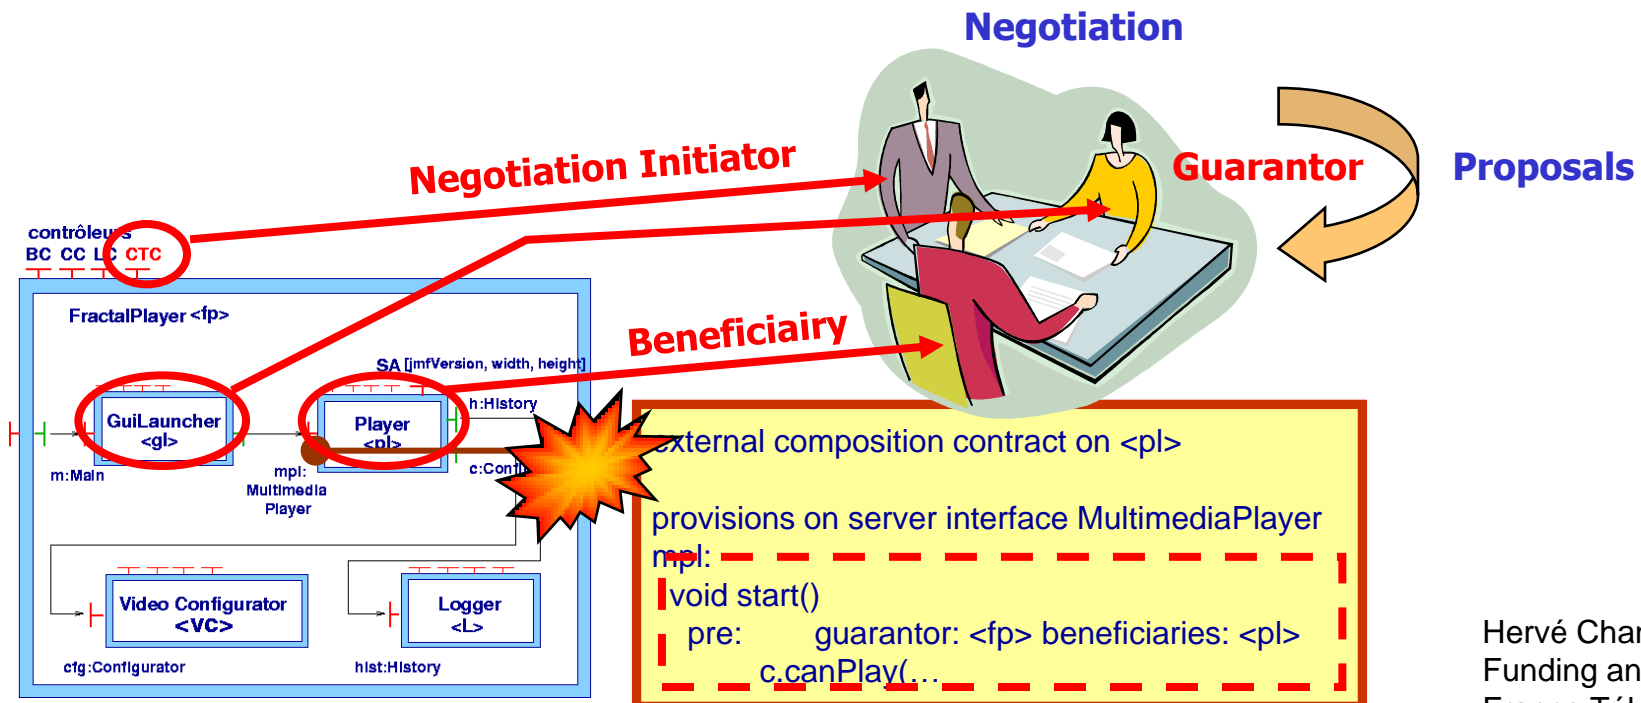 Negotiation
Negotiation Initiator
Guarantor
Proposals
contrôleurs
BC CC LC CTC
FractalPlayer <fp>
Beneficiairy
SA [jmfVersion, width, height]
h:History
GuiLauncher
<gl>
Player
<pl>
m:Main
mpl:
Multimedia
Player
c:Confi
external composition contract on <pl>
provisions on server interface MultimediaPlayer
mpl:
void start()
pre: guarantor: <fp> beneficiaries: <pl>
c.canPlay(…
Video Configurator
<VC>
Logger
<L>
cfg:Configurator
hist:History
Hervé Chan
Funding an